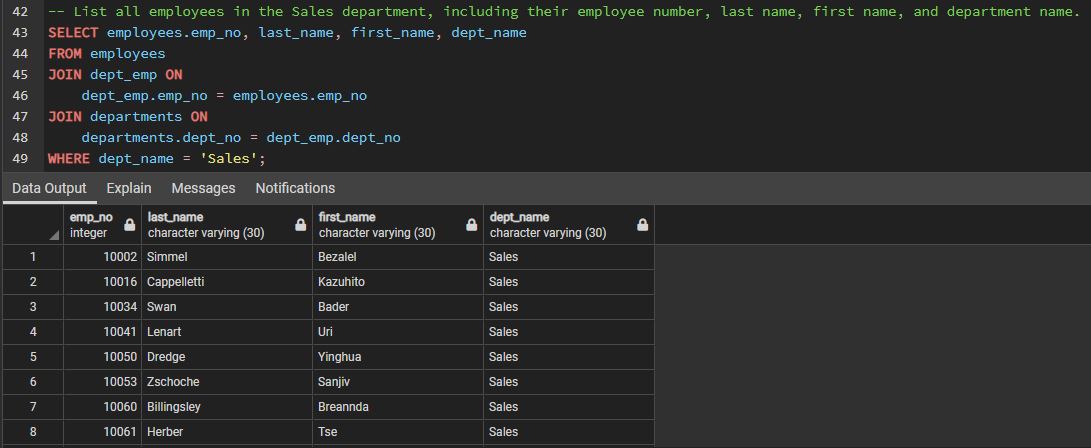 42 -- List all employees in the Sales department, including their employee number, last name, first name, and department name.
43 SELECT employees.emp_no, last_name, first_name, dept_name
44 FROM employees
45 JOIN dept_emp ON
46 dept_emp.emp_no = employees.emp_no
47 JOIN departments ON
48 departments.dept_no = dept_emp.dept_no
49 WHERE dept_name = 'Sales';
Data Output Explain Messages Notifications
emp_no last_name first_name dept_name
integer character varying (30) character varying (30) character varying (30)
1 10002 Simmel Bezalel Sales
2 10016 Cappelletti Kazuhito Sales
3 10034 Swan Bader Sales
4 10041 Lenart Uri Sales
5 10050 Dredge Yinghua Sales
6 10053 Zschoche Sanjiv Sales
7 10060 Billingsley Breannda Sales
8 10061 Herber Tse Sales